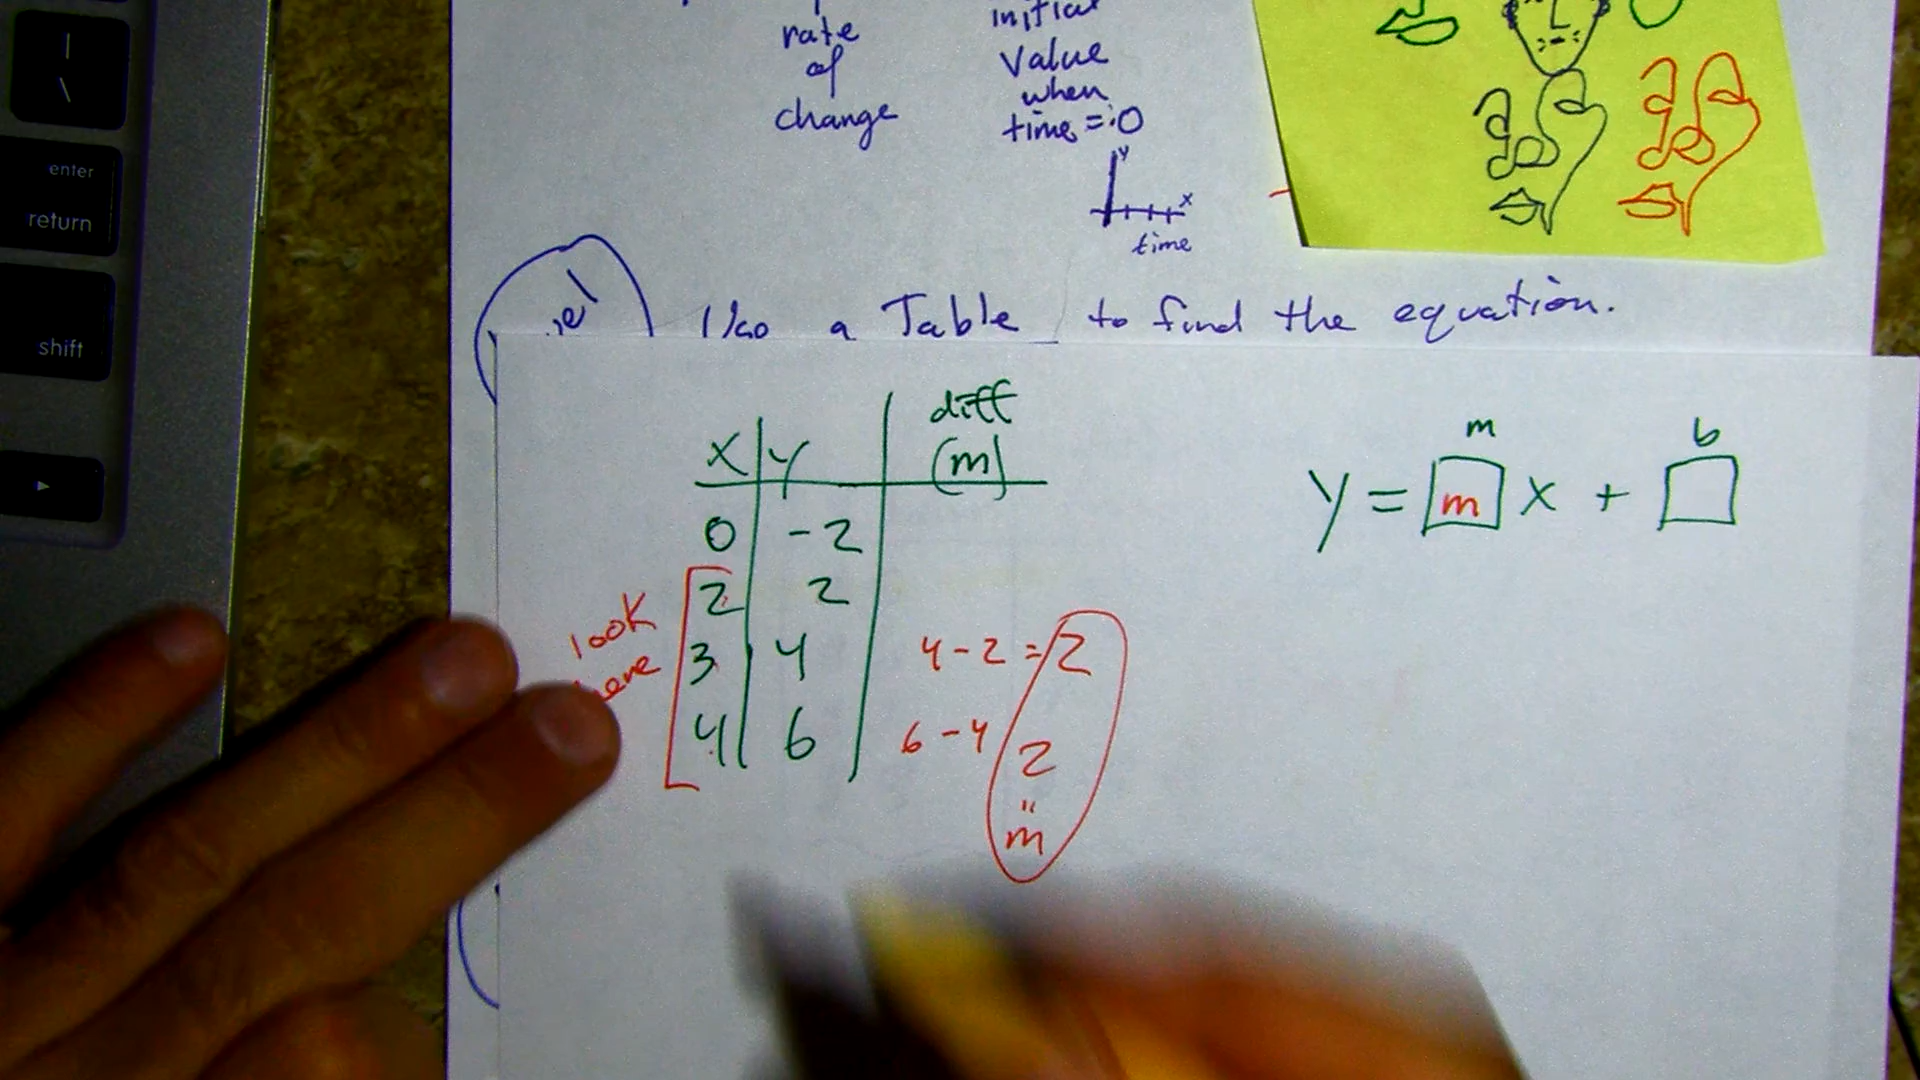 rate
of
change
initial
value
when
time = 0
y
x
time
Use a Table to find the equation.
x y diff
(m)
0 -2
2 2
3 4 4-2=2
4 6 6-4 2
"
m
look
here
m b
y = m x +
|
\
enter
return
shift